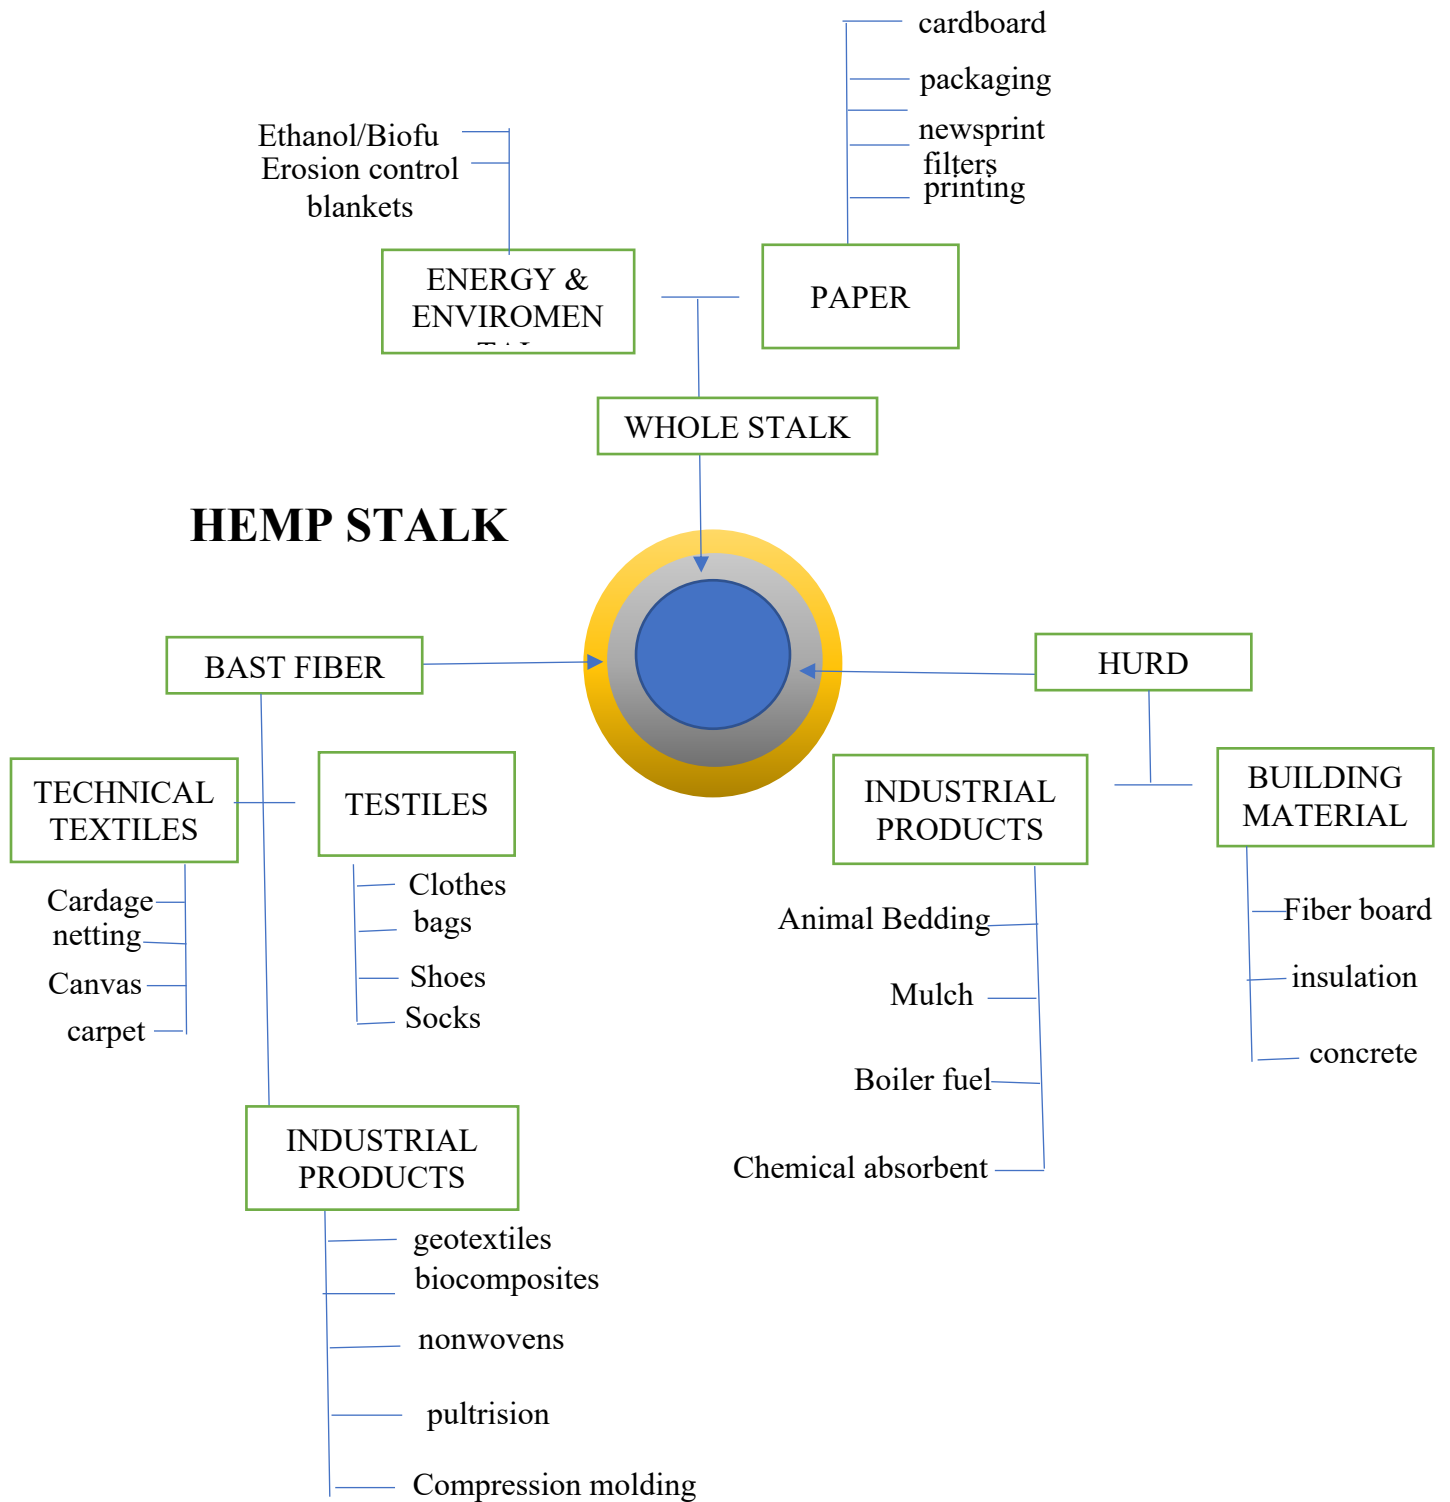 cardboard
packaging
newsprint
filters
printing
Ethanol/Biofu
Erosion control
blankets
ENERGY &
ENVIROMEN
PAPER
WHOLE STALK
HEMP STALK
BAST FIBER
HURD
TECHNICAL
TEXTILES
TESTILES
INDUSTRIAL
PRODUCTS
BUILDING
MATERIAL
Cardage
netting
Canvas
carpet
Clothes
bags
Shoes
Socks
Animal Bedding
Mulch
Boiler fuel
Chemical absorbent
Fiber board
insulation
concrete
INDUSTRIAL
PRODUCTS
geotextiles
biocomposites
nonwovens
pultrision
Compression molding